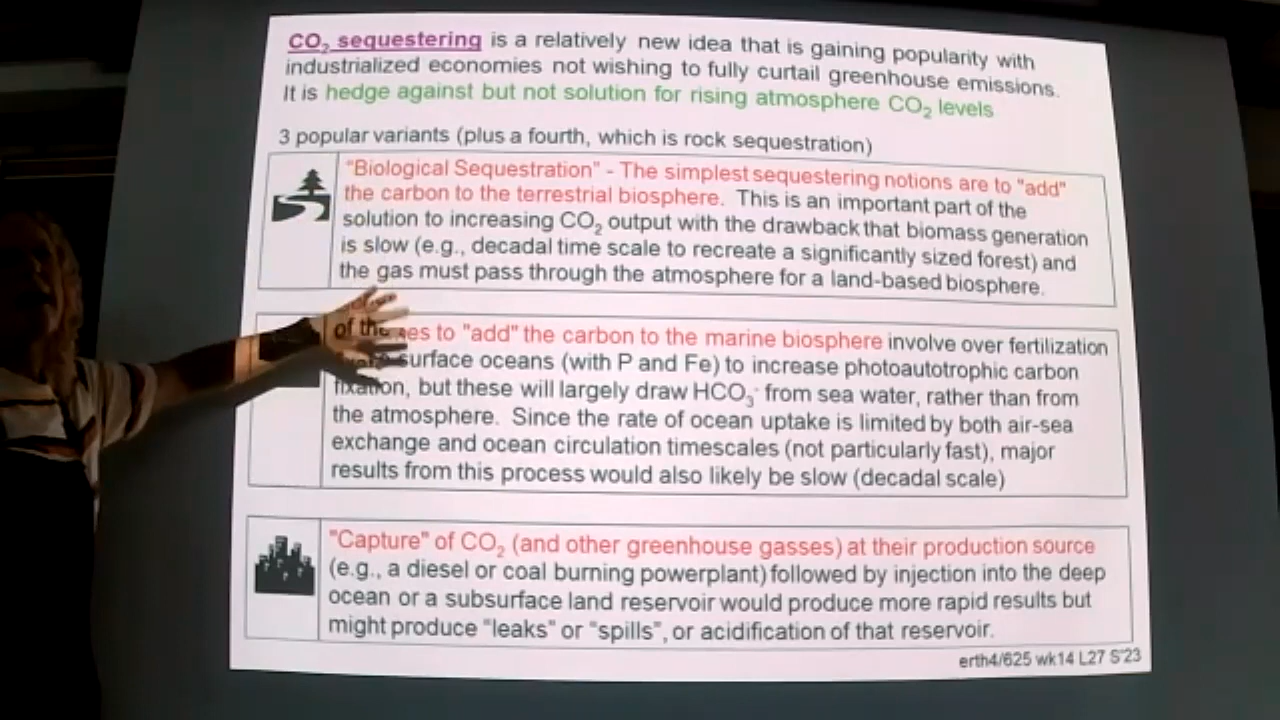 CO₂ sequestering is a relatively new idea that is gaining popularity with
industrialized economies not wishing to fully curtail greenhouse emissions.
It is hedge against but not solution for rising atmosphere CO₂ levels
3 popular variants (plus a fourth, which is rock sequestration)
"Biological Sequestration" - The simplest sequestering notions are to "add"
the carbon to the terrestrial biosphere. This is an important part of the
solution to increasing CO₂ output with the drawback that biomass generation
is slow (e.g., decadal time scale to recreate a significantly sized forest) and
the gas must pass through the atmosphere for a land-based biosphere.
of the to "add" the carbon to the marine biosphere involve over fertilization
surface oceans (with P and Fe) to increase photoautotrophic carbon
fixation, but these will largely draw HCO₃⁻ from sea water, rather than from
the atmosphere. Since the rate of ocean uptake is limited by both air-sea
exchange and ocean circulation timescales (not particularly fast), major
results from this process would also likely be slow (decadal scale)
"Capture" of CO₂ (and other greenhouse gasses) at their production source
(e.g., a diesel or coal burning powerplant) followed by injection into the deep
ocean or a subsurface land reservoir would produce more rapid results but
might produce "leaks" or "spills", or acidification of that reservoir.
erth4/625 wk14 L27 S'23